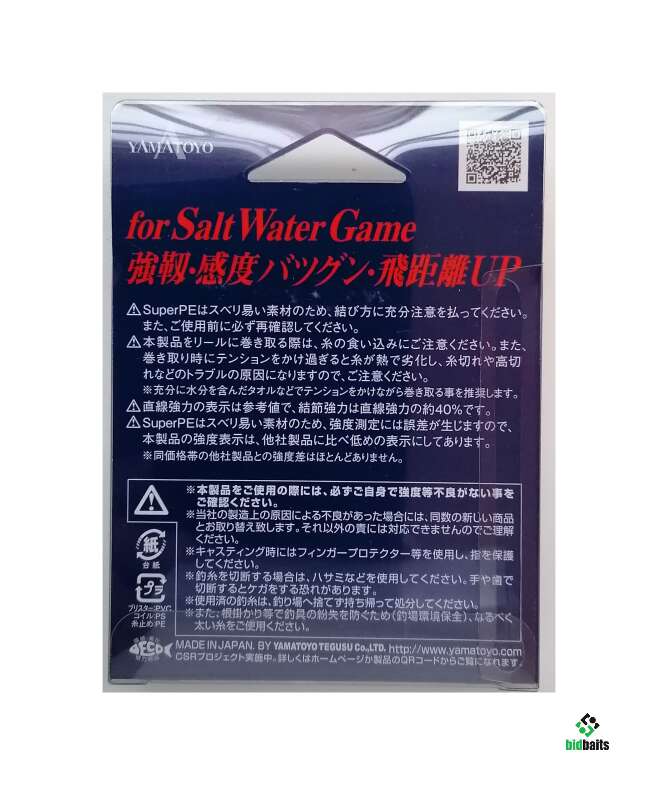 YAMATOYO
for Salt Water Game
強靭・感度バツグン・飛距離UP
⚠SuperPEはスベリ易い素材のため、結び方に充分注意を払ってください。
また、ご使用前に必ず再確認してください。
⚠本製品をリールに巻き取る際は、糸の食い込みにご注意ください。また、
巻き取り時にテンションをかけ過ぎると糸が熱で劣化し、糸切れや高切
れなどのトラブルの原因になりますので、ご注意ください。
※充分に水分を含んだタオルなどでテンションをかけながら巻き取る事を推奨します。
⚠直線強力の表示は参考値で、結節強力は直線強力の約40%です。
⚠SuperPEはスベリ易い素材のため、強度測定には誤差が生じますので、
本製品の強度表示は、他社製品に比べ低めの表示にしてあります。
※同価格帯の他社製品との強度差はほとんどありません。
※本製品をご使用の際には、必ずご自身で強度等不良がない事を
ご確認ください。
※当社の製造上の原因による不良があった場合には、同数の新しい商品
とお取り替え致します。それ以外の責には対応できませんのでご理解
ください。
※キャスティング時にはフィンガープロテクター等を使用し、指を保護
してください。
※釣糸を切断する場合は、ハサミなどを使用してください。手や歯で
切断するとケガをする恐れがあります。
※使用済の釣糸は、釣り場へ捨てず持ち帰って処分してください。
※また、根掛かり等で釣具の紛失を防ぐため(釣場環境保全)、なるべく
太い糸をご使用ください。
紙
台紙
プラ
ブリスター:PVC
コイル:PS
糸止め:PE
ECO
MADE IN JAPAN. BY YAMATOYO TEGUSU Co.,LTD. http://www.yamatoyo.com
CSRプロジェクト実施中。詳しくはホームページか製品のQRコードからご覧になれます。
bidbaits